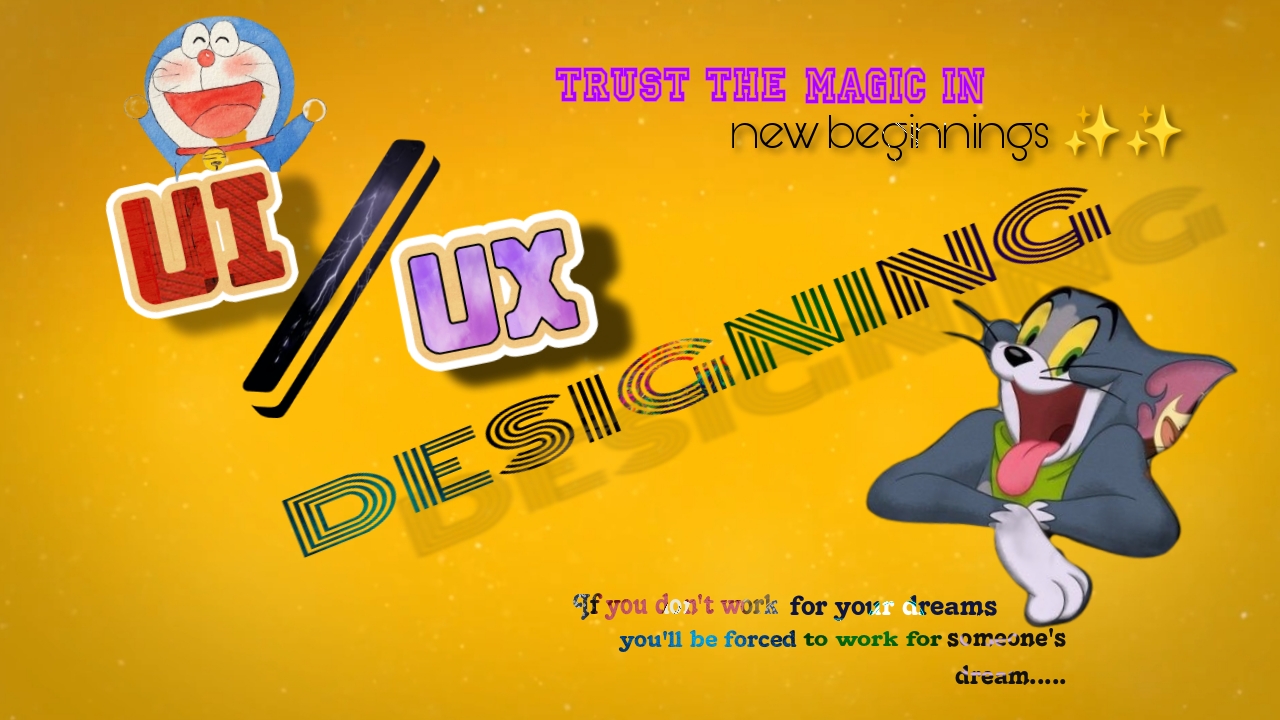 TRUST THE MAGIC IN
new beginnings ✨✨
UI/UX
DESIGNING
If you don't work for your dreams
you'll be forced to work for someone's
dream.....